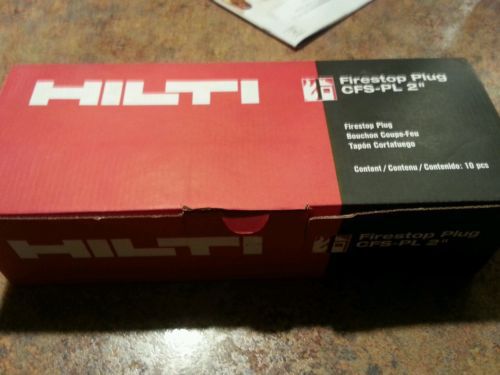 HILTI
Firestop Plug
CFS-PL 2"
Firestop Plug
Bouchon Coupe-Feu
Tapón Cortafuego
Content / Contenu / Contenido: 10 pcs
HILTI
Firestop Plug
CFS-PL 2"